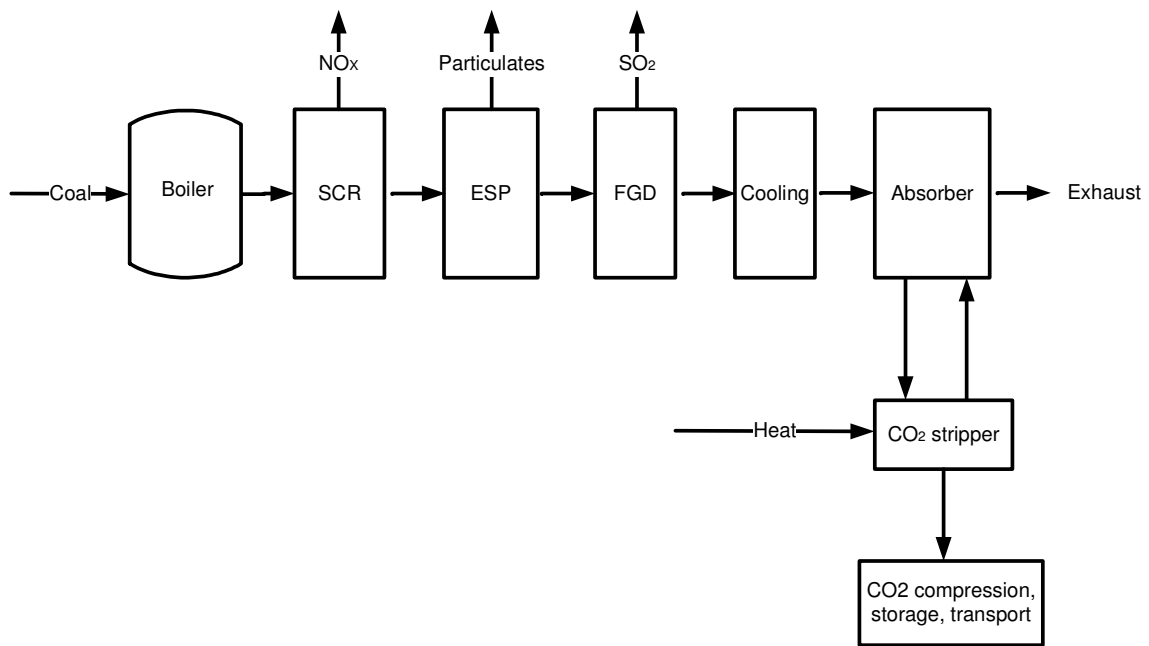 NOX
Particulates
SO2
Coal
Boiler
SCR
ESP
FGD
Cooling
Absorber
Exhaust
Heat
CO2 stripper
CO2 compression,
storage, transport